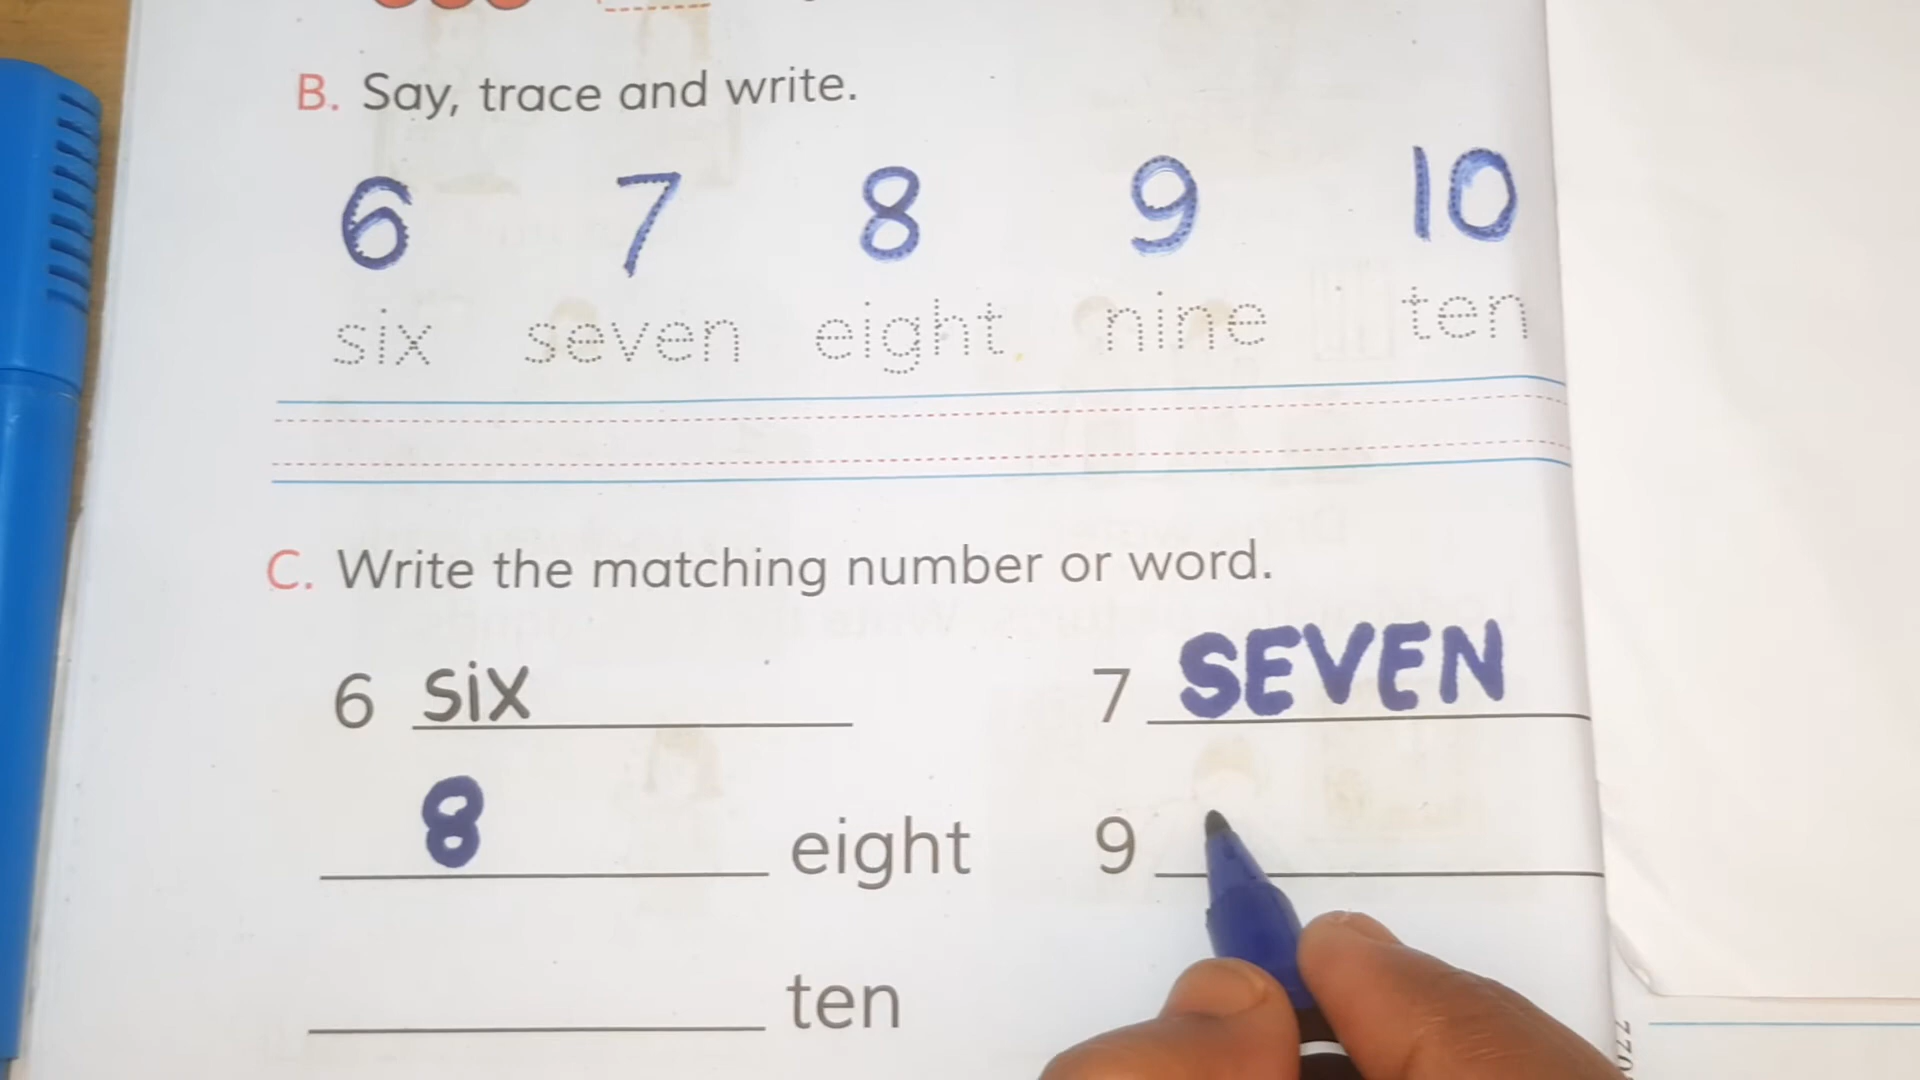 B. Say, trace and write.
6 7 8 9 10
six seven eight nine ten
C. Write the matching number or word.
6 six 7 SEVEN
8 eight 9
ten